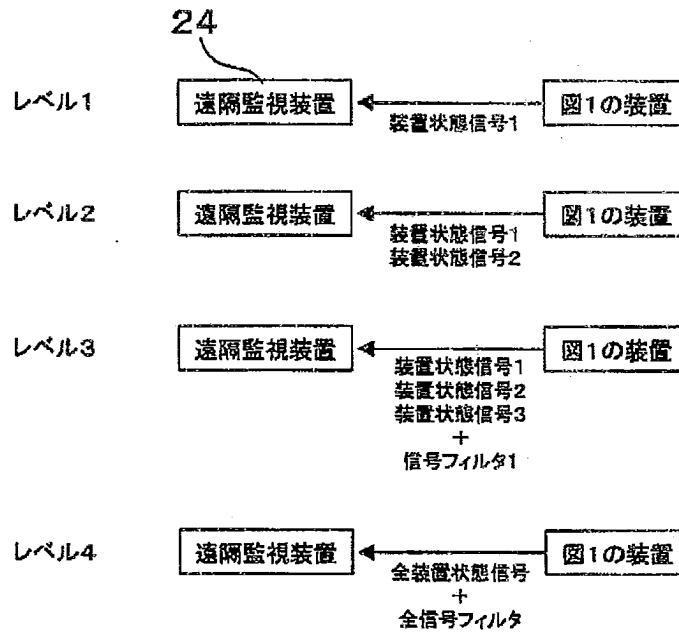 24
レベル1 遠隔監視装置 図1の装置
装置状態信号1
レベル2 遠隔監視装置 図1の装置
装置状態信号1
装置状態信号2
レベル3 遠隔監視装置 図1の装置
装置状態信号1
装置状態信号2
装置状態信号3
+
信号フィルタ1
レベル4 遠隔監視装置 図1の装置
全装置状態信号
+
全信号フィルタ